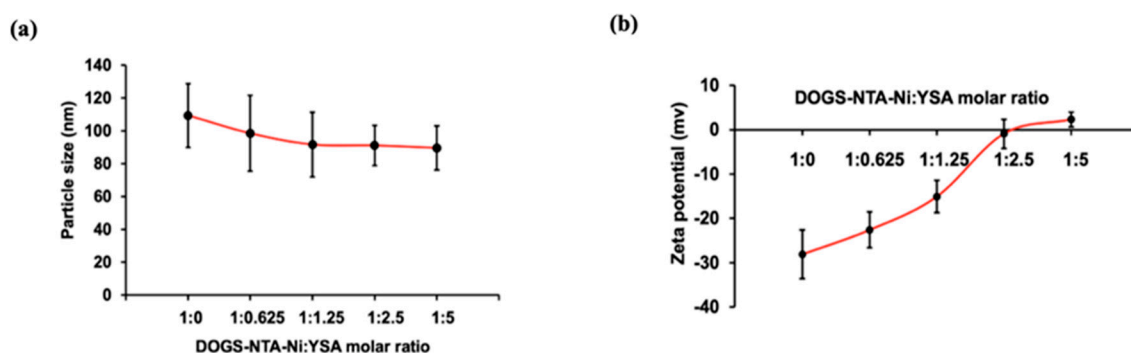 (a)
Particle size (nm)
140
120
100
80
60
40
20
0
1:0 1:0.625 1:1.25 1:2.5 1:5
DOGS-NTA-Ni:YSA molar ratio
(b)
Zeta potential (mv)
10
DOGS-NTA-Ni:YSA molar ratio
0
1:0 1:0.625 1:1.25 1:2.5 1:5
-10
-20
-30
-40